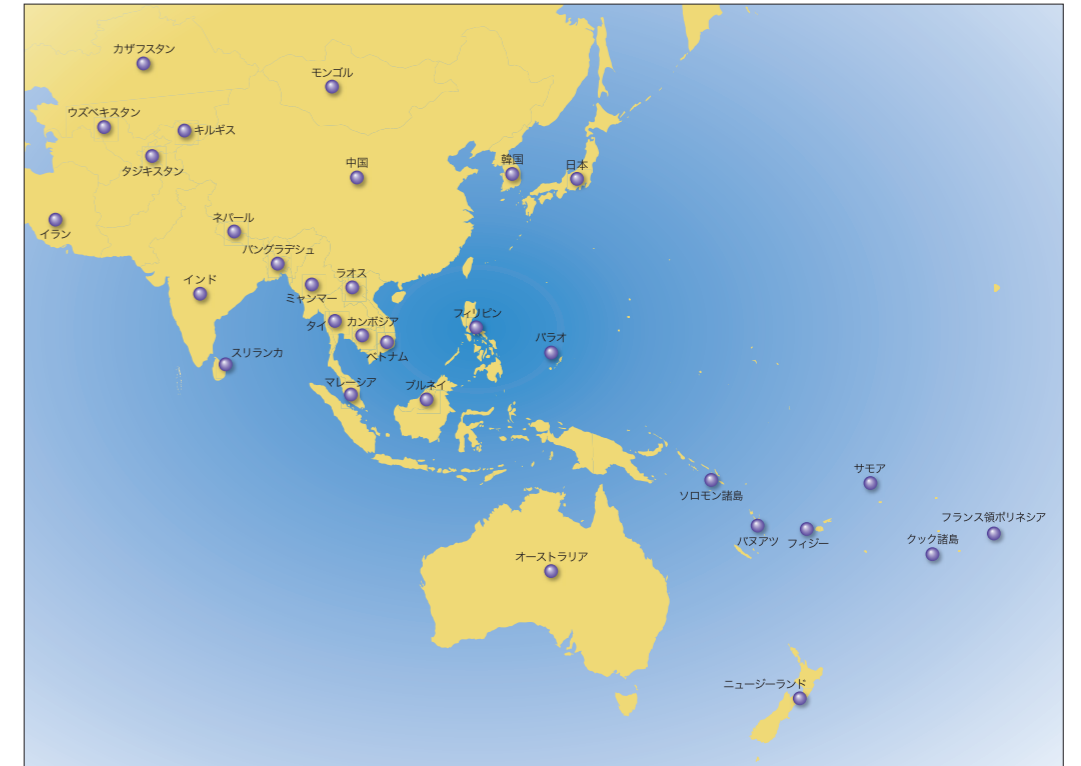 カザフスタン
モンゴル
ウズベキスタン
キルギス
タジキスタン
中国
韓国
日本
イラン
ネパール
バングラデシュ
インド
ミャンマー
ラオス
タイ
カンボジア
ベトナム
フィリピン
パラオ
スリランカ
マレーシア
ブルネイ
サモア
ソロモン諸島
フランス領ポリネシア
バヌアツ
フィジー
クック諸島
オーストラリア
ニュージーランド